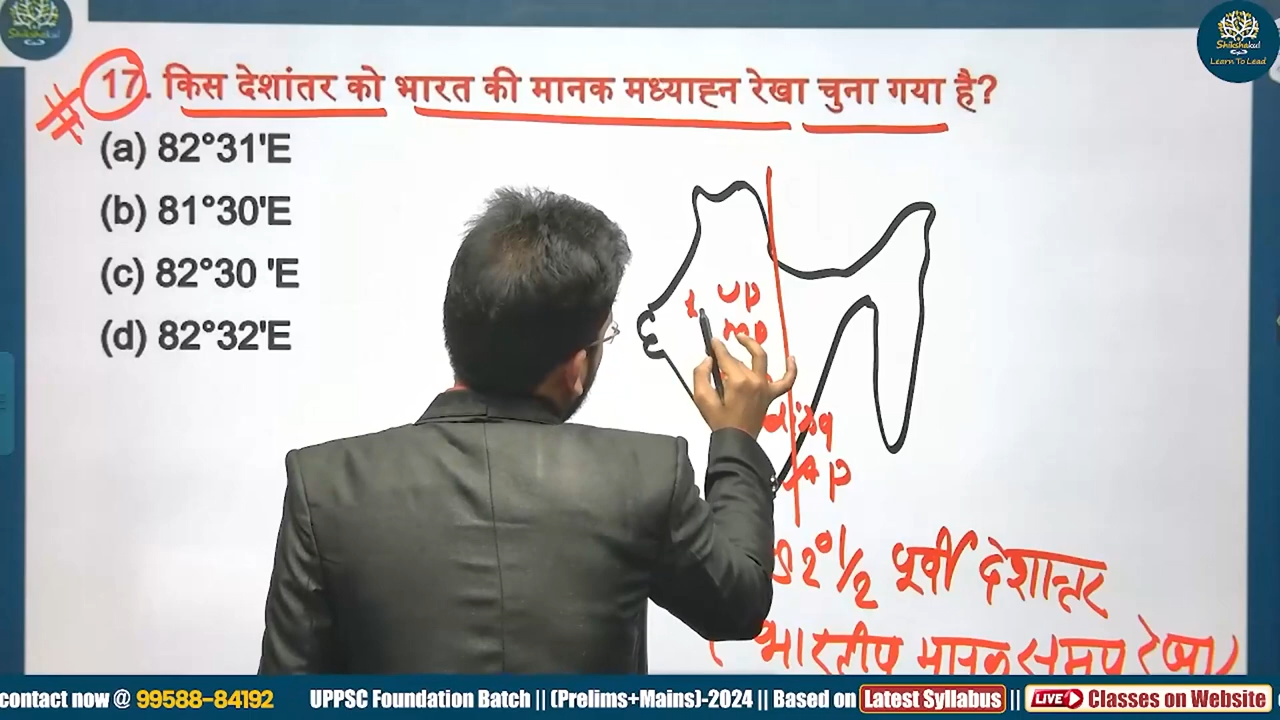 Shikshakul
Shikshakul
Learn To Lead
# 17. किस देशांतर को भारत की मानक मध्याह्न रेखा चुना गया है?
(a) 82°31'E
(b) 81°30'E
(c) 82°30 'E
(d) 82°32'E
UP
MP
AP
82°1/2 पूर्वी देशान्तर
(भारतीय मानक समय रेखा)
contact now @ 99588-84192 UPPSC Foundation Batch || (Prelims+Mains)-2024 || Based on Latest Syllabus || LIVE Classes on Website